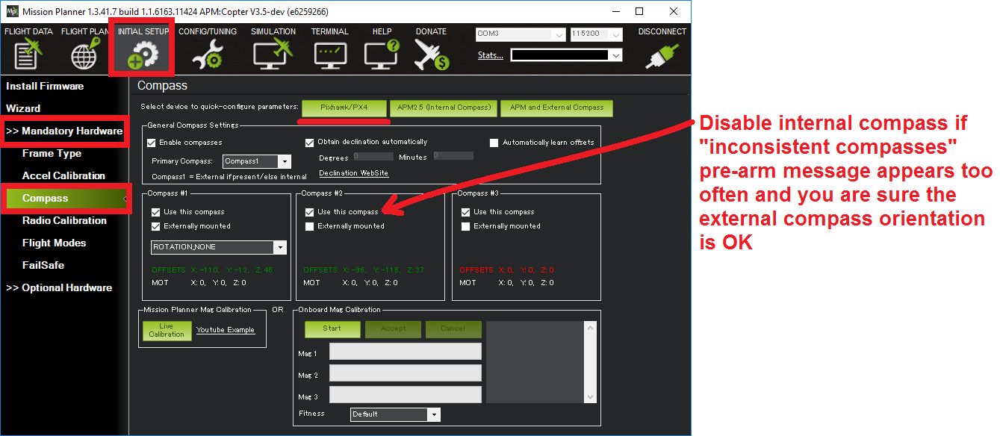 Mission Planner 1.3.41.7 build 1.1.6163.11424 APM:Copter V3.5-dev (e6259266)
FLIGHT DATA FLIGHT PLAN INITIAL SETUP CONFIG/TUNING SIMULATION TERMINAL HELP DONATE COM3 115200 DISCONNECT
Stats...
Install Firmware
Wizard
>> Mandatory Hardware
Frame Type
Accel Calibration
Compass
Radio Calibration
Flight Modes
FailSafe
>> Optional Hardware
Compass
Select device to quick-configure parameters: Pixhawk/PX4 APM2.5 (Internal Compass) APM and External Compass
General Compass Settings
Enable compasses Obtain declination automatically Automatically learn offsets
Degrees 0 Minutes 0
Primary Compass: Compass1
Declination WebSite
Compass1 = External if present/else internal
Compass #1 Compass #2 Compass #3
Use this compass Use this compass Use this compass
Externally mounted Externally mounted Externally mounted
ROTATION_NONE
OFFSETS X: -110, Y: -12, Z: 46 OFFSETS X: -96, Y: -116, Z: 37 OFFSETS X: 0, Y: 0, Z: 0
MOT X: 0, Y: 0, Z: 0 MOT X: 0, Y: 0, Z: 0 MOT X: 0, Y: 0, Z: 0
Mission Planner Mag Calibration OR Onboard Mag Calibration
Live
Calibration
Youtube Example
Start Accept Cancel
Mag 1
Mag 2
Mag 3
Fitness Default
Disable internal compass if
"inconsistent compasses"
pre-arm message appears too
often and you are sure the
external compass orientation
is OK